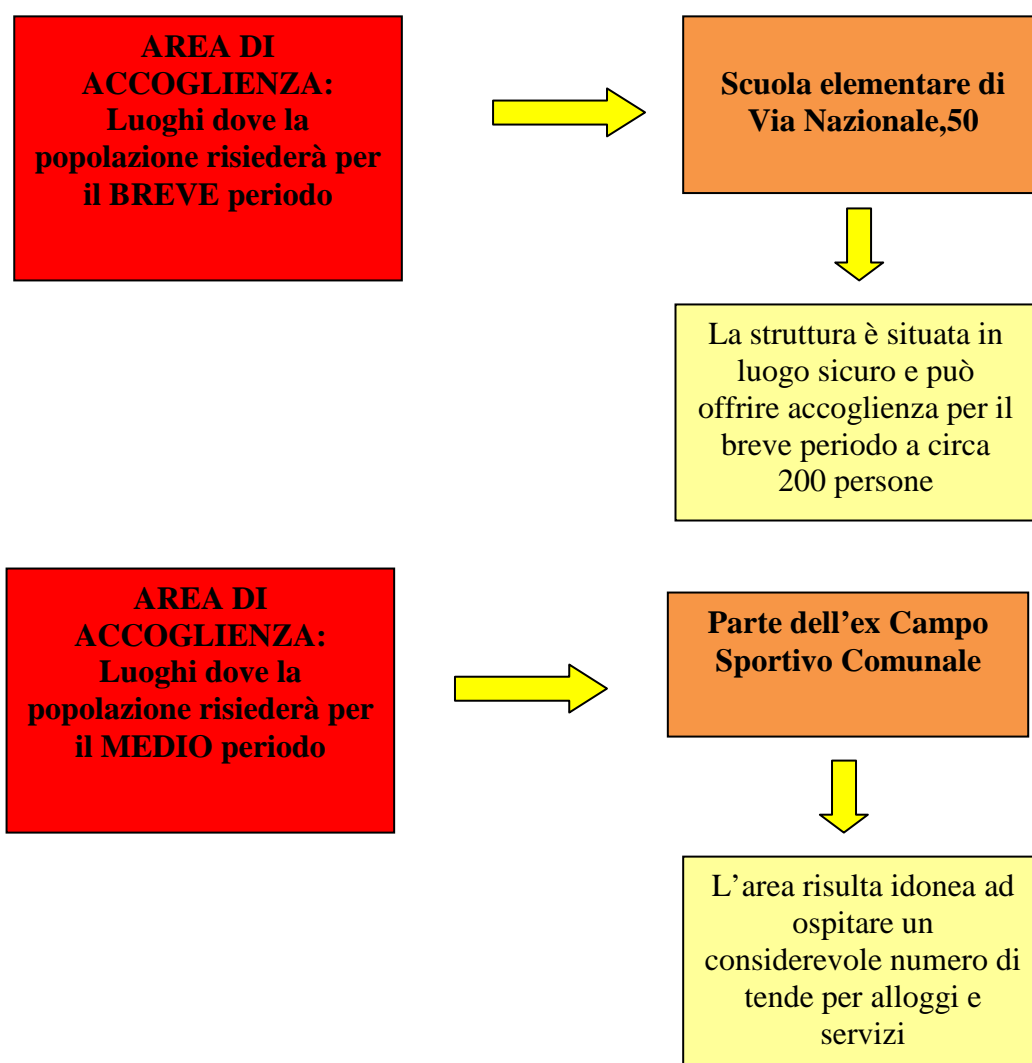 AREA DI
ACCOGLIENZA:
Luoghi dove la
popolazione risiederà per
il BREVE periodo
Scuola elementare di
Via Nazionale,50
La struttura è situata in
luogo sicuro e può
offrire accoglienza per il
breve periodo a circa
200 persone
AREA DI
ACCOGLIENZA:
Luoghi dove la
popolazione risiederà per
il MEDIO periodo
Parte dell’ex Campo
Sportivo Comunale
L’area risulta idonea ad
ospitare un
considerevole numero di
tende per alloggi e
servizi